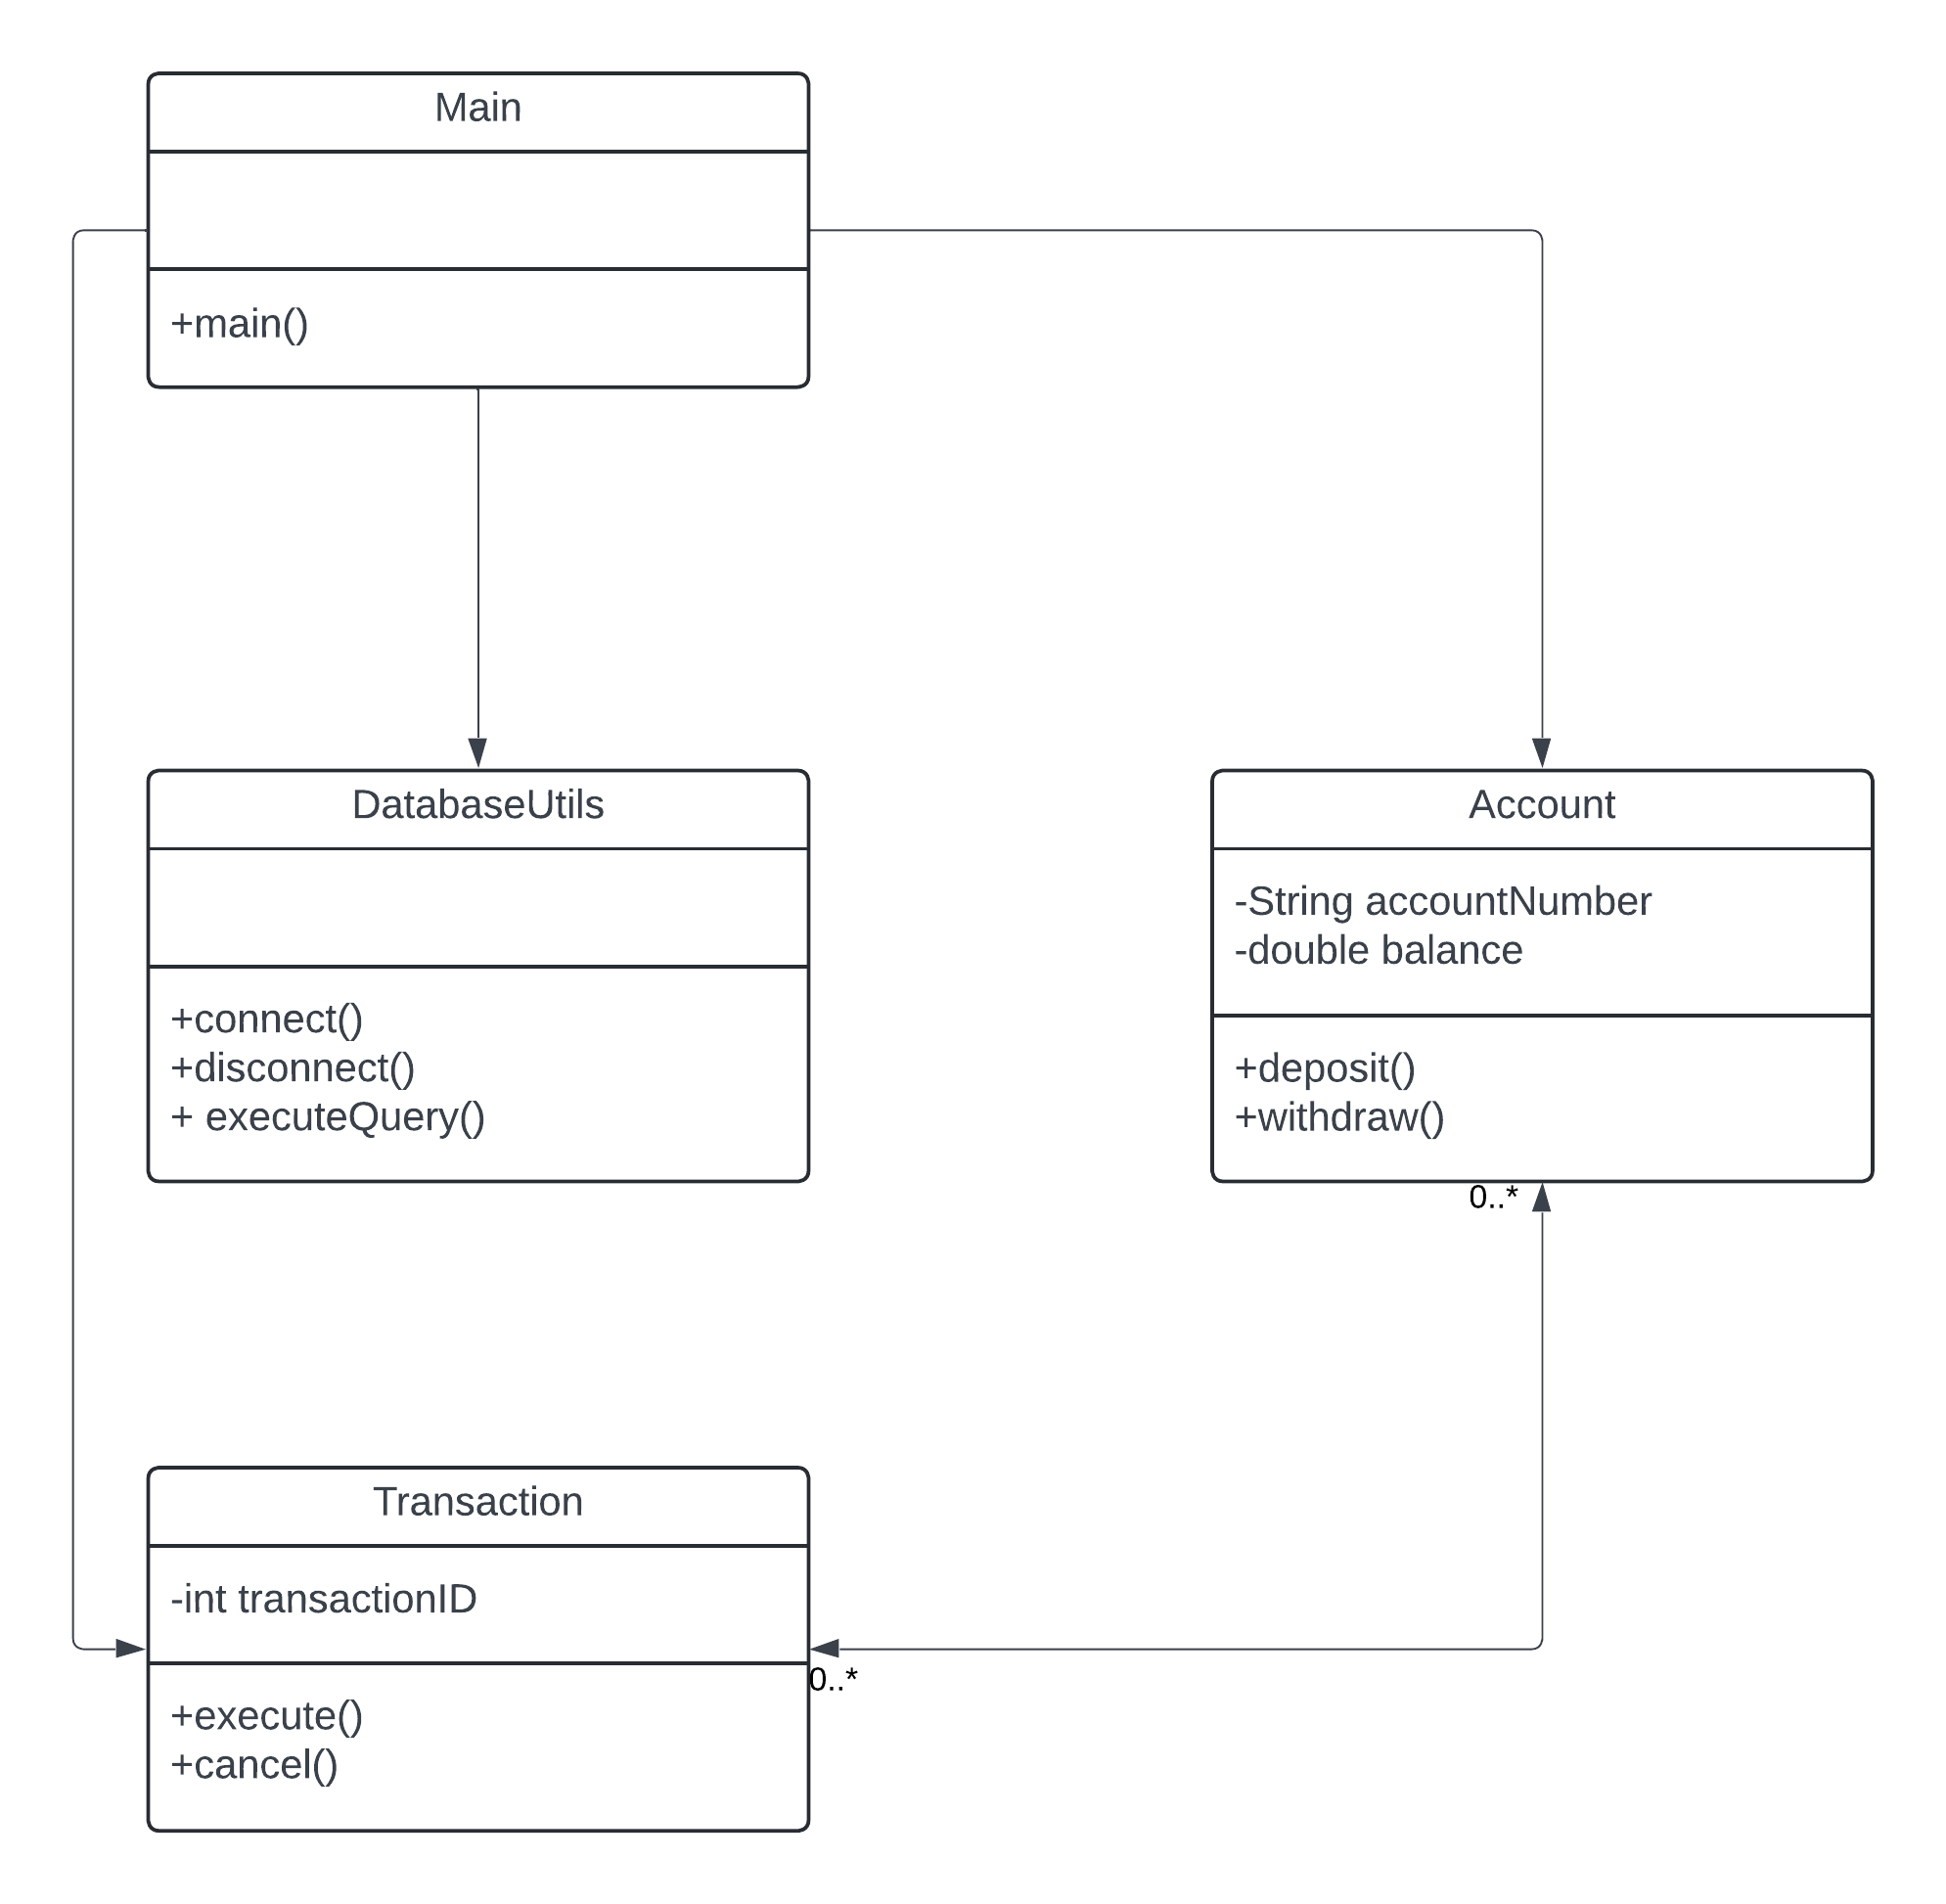 Main
+main()
DatabaseUtils
+connect()
+disconnect()
+ executeQuery()
Account
-String accountNumber
-double balance
+deposit()
+withdraw()
0..*
Transaction
-int transactionID
+execute()
+cancel()
0..*